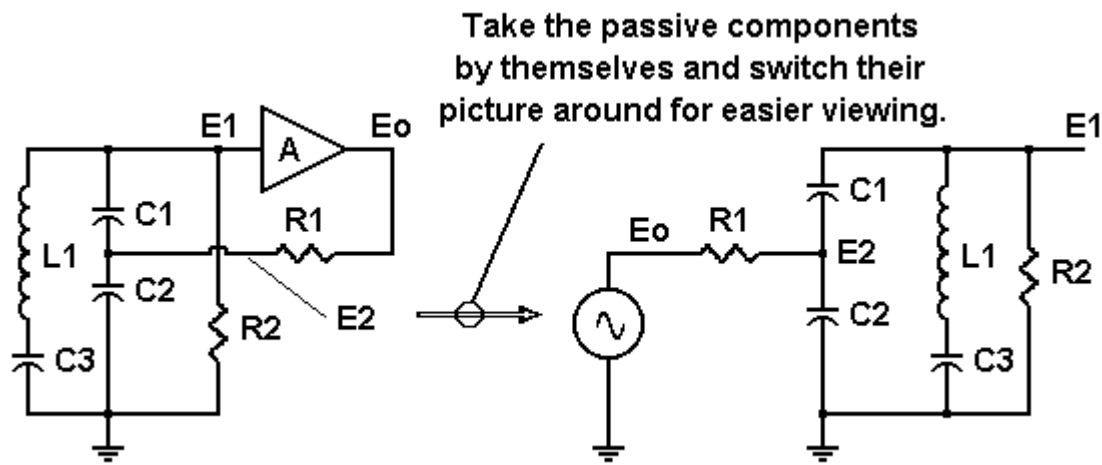 Take the passive components
by themselves and switch their
picture around for easier viewing.
E1
Eo
A
C1
R1
L1
C2
E2
R2
C3
E1
C1
Eo
R1
E2
L1
R2
C2
C3